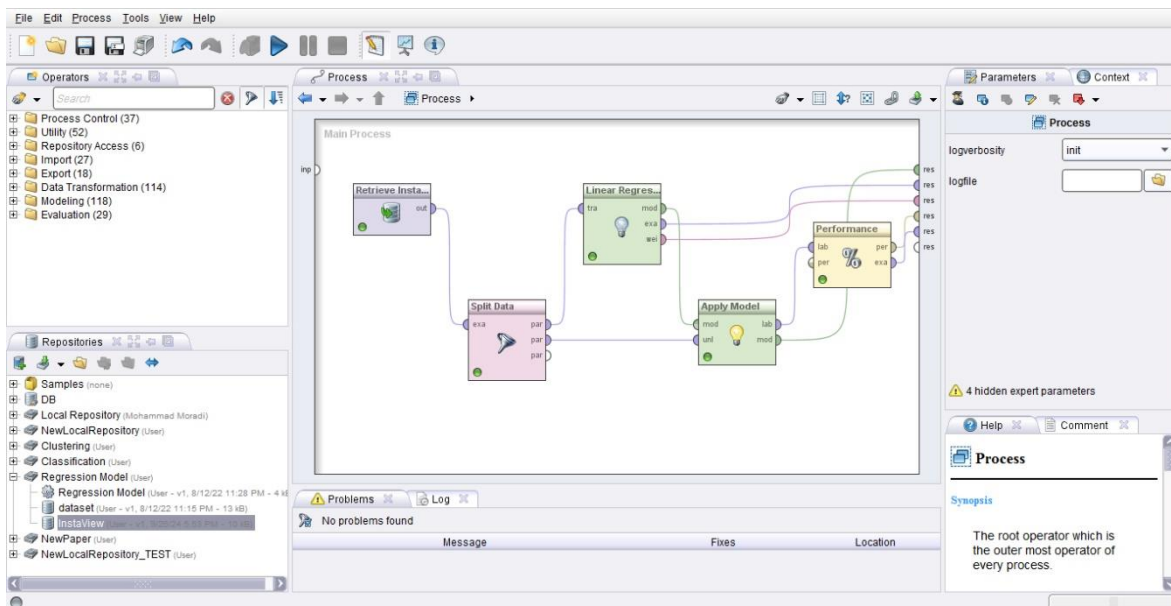 File Edit Process Tools View Help
Operators
Search
Process Control (37)
Utility (52)
Repository Access (6)
Import (27)
Export (18)
Data Transformation (114)
Modeling (118)
Evaluation (29)
Repositories
Samples (none)
DB
Local Repository (Mohammad Moradi)
NewLocalRepository (User)
Clustering (User)
Classification (User)
Regression Model (User)
Regression Model (User - v1, 8/12/22 11:28 PM - 4 k
dataset (User - v1, 8/12/22 11:15 PM - 13 kB)
InstaView
NewPaper (User)
NewLocalRepository_TEST (User)
Process
Process
Main Process
inp
res
res
res
res
res
res
Retrieve Insta...
out
Linear Regres...
tra mod
exa
wei
Performance
lab per
per exa
Split Data
exa par
par
par
Apply Model
mod lab
unl mod
Problems Log
No problems found
Message Fixes Location
Parameters Context
Process
logverbosity init
logfile
4 hidden expert parameters
Help Comment
Process
Synopsis
The root operator which is
the outer most operator of
every process.